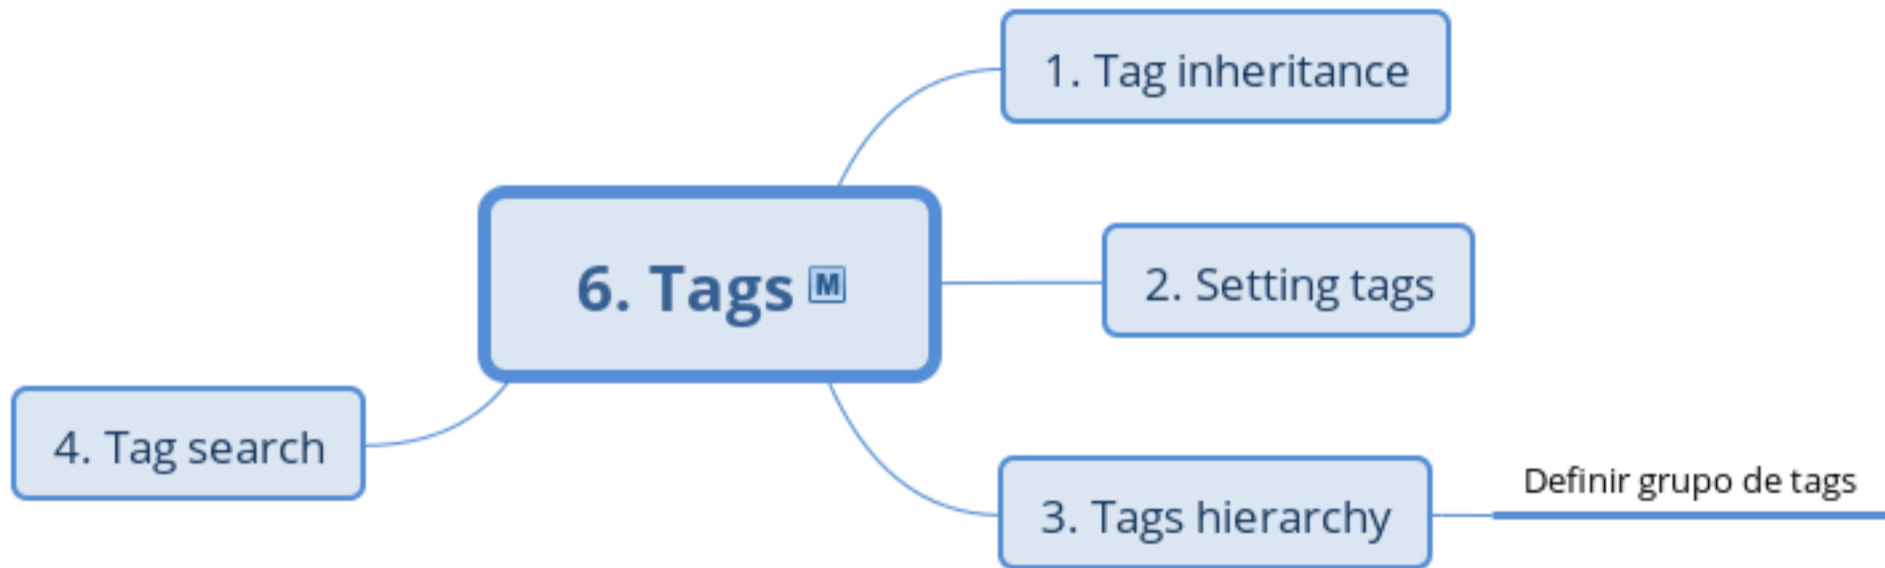 1. Tag inheritance
6. Tags M
2. Setting tags
4. Tag search
3. Tags hierarchy
Definir grupo de tags